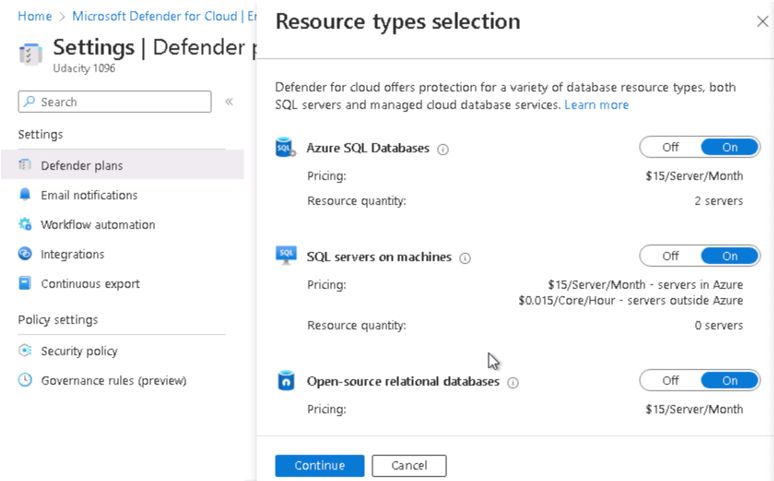 Home > Microsoft Defender for Cloud | En
Settings | Defender p
Udacity 1096
Search
Settings
Defender plans
Email notifications
Workflow automation
Integrations
Continuous export
Policy settings
Security policy
Governance rules (preview)
Resource types selection
Defender for cloud offers protection for a variety of database resource types, both
SQL servers and managed cloud database services. Learn more
SQL Azure SQL Databases Off On
Pricing: $15/Server/Month
Resource quantity: 2 servers
SQL SQL servers on machines Off On
Pricing: $15/Server/Month - servers in Azure
$0.015/Core/Hour - servers outside Azure
Resource quantity: 0 servers
Open-source relational databases Off On
Pricing: $15/Server/Month
Continue Cancel